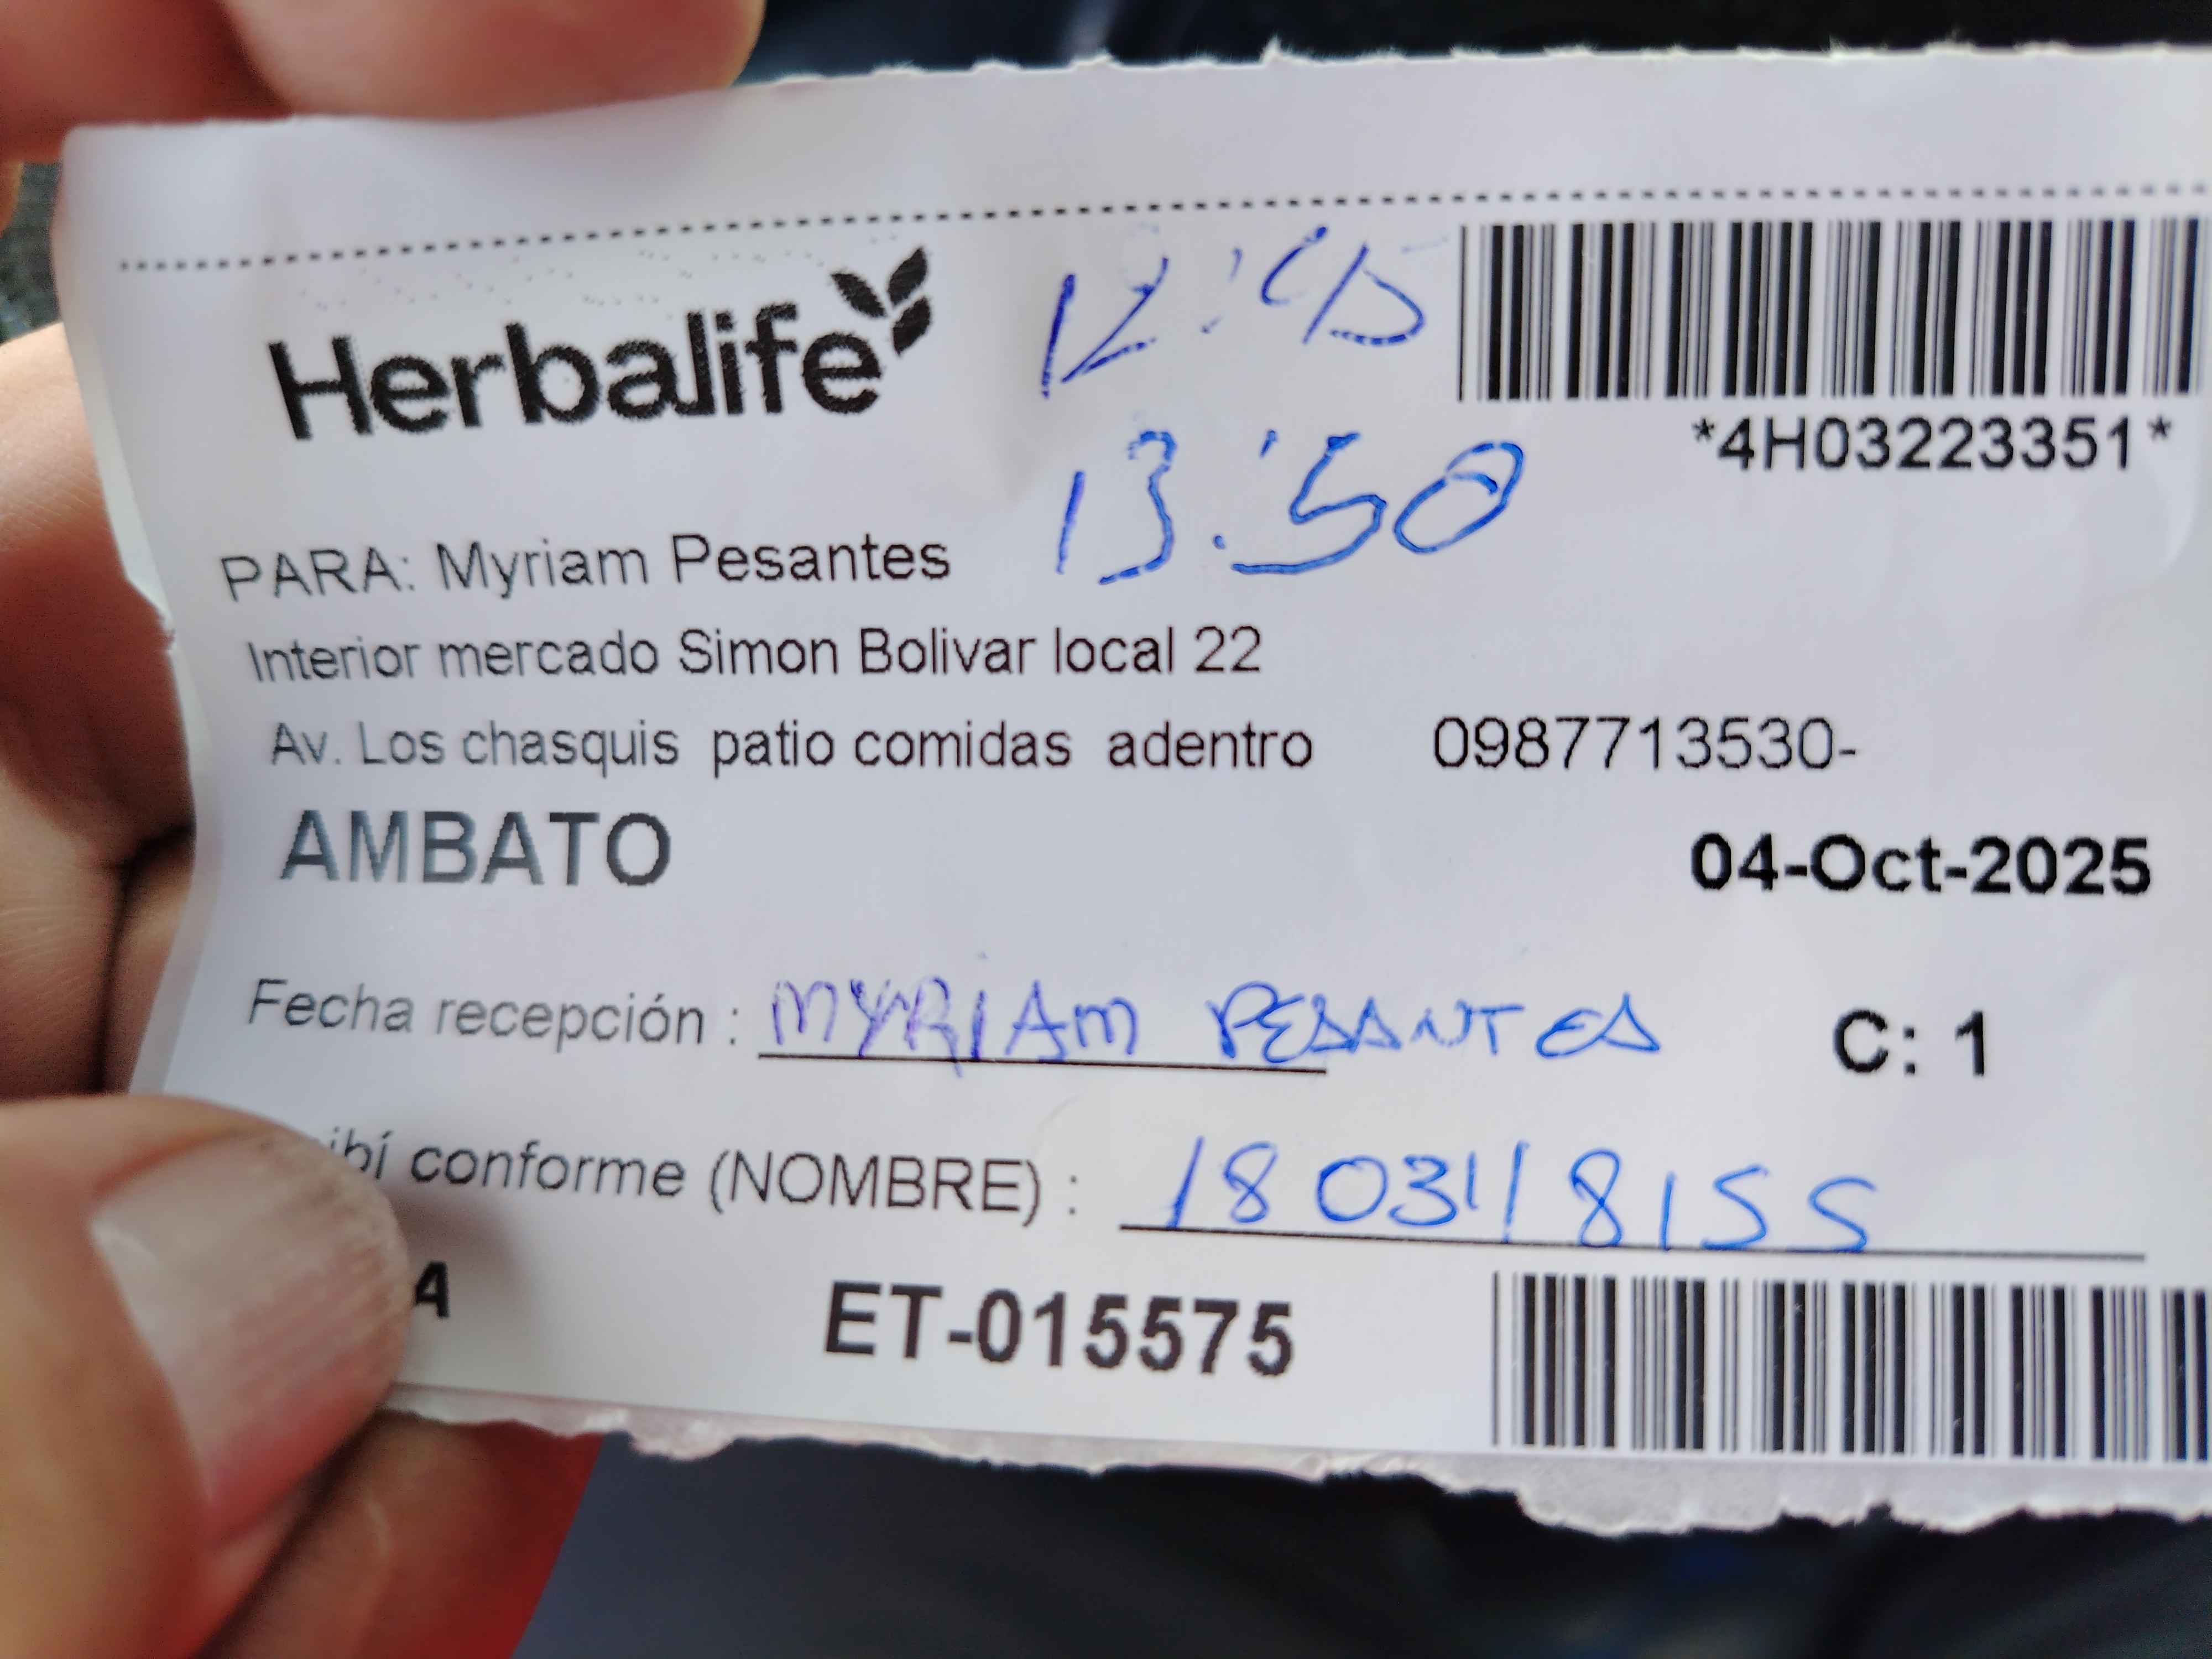 Herbalife
12:45
*4H03223351*
13:50
PARA: Myriam Pesantes
Interior mercado Simon Bolivar local 22
Av. Los chasquis patio comidas adentro 0987713530-
AMBATO
04-Oct-2025
Fecha recepción : MYRIAM PESANTES C: 1
conforme (NOMBRE) : 1803118155
ET-015575